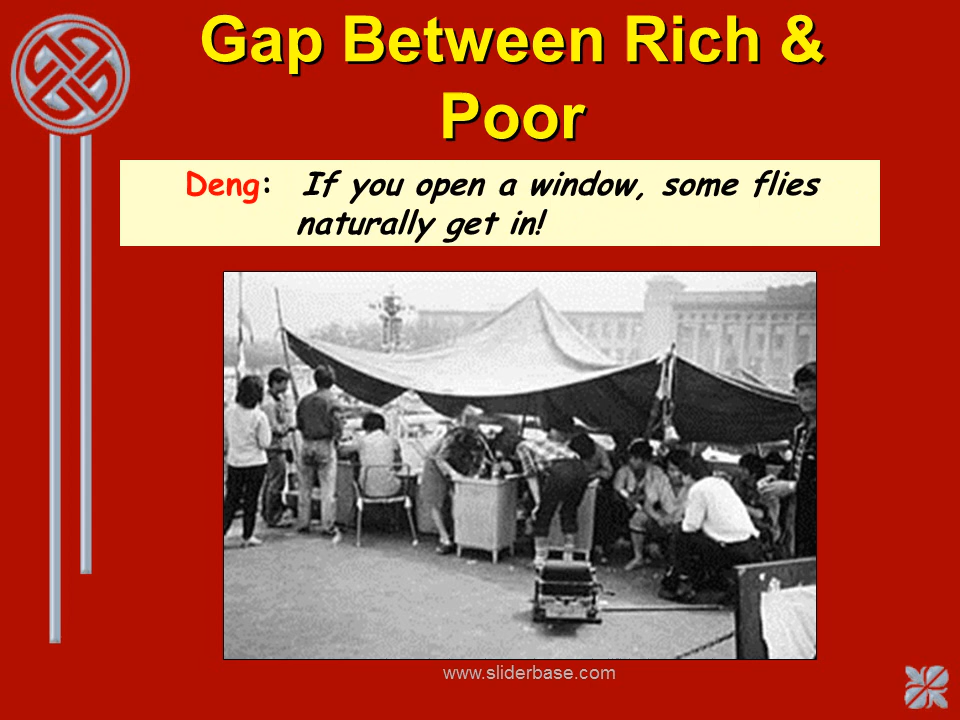 Gap Between Rich &
Poor
Deng: If you open a window, some flies
naturally get in!
www.sliderbase.com